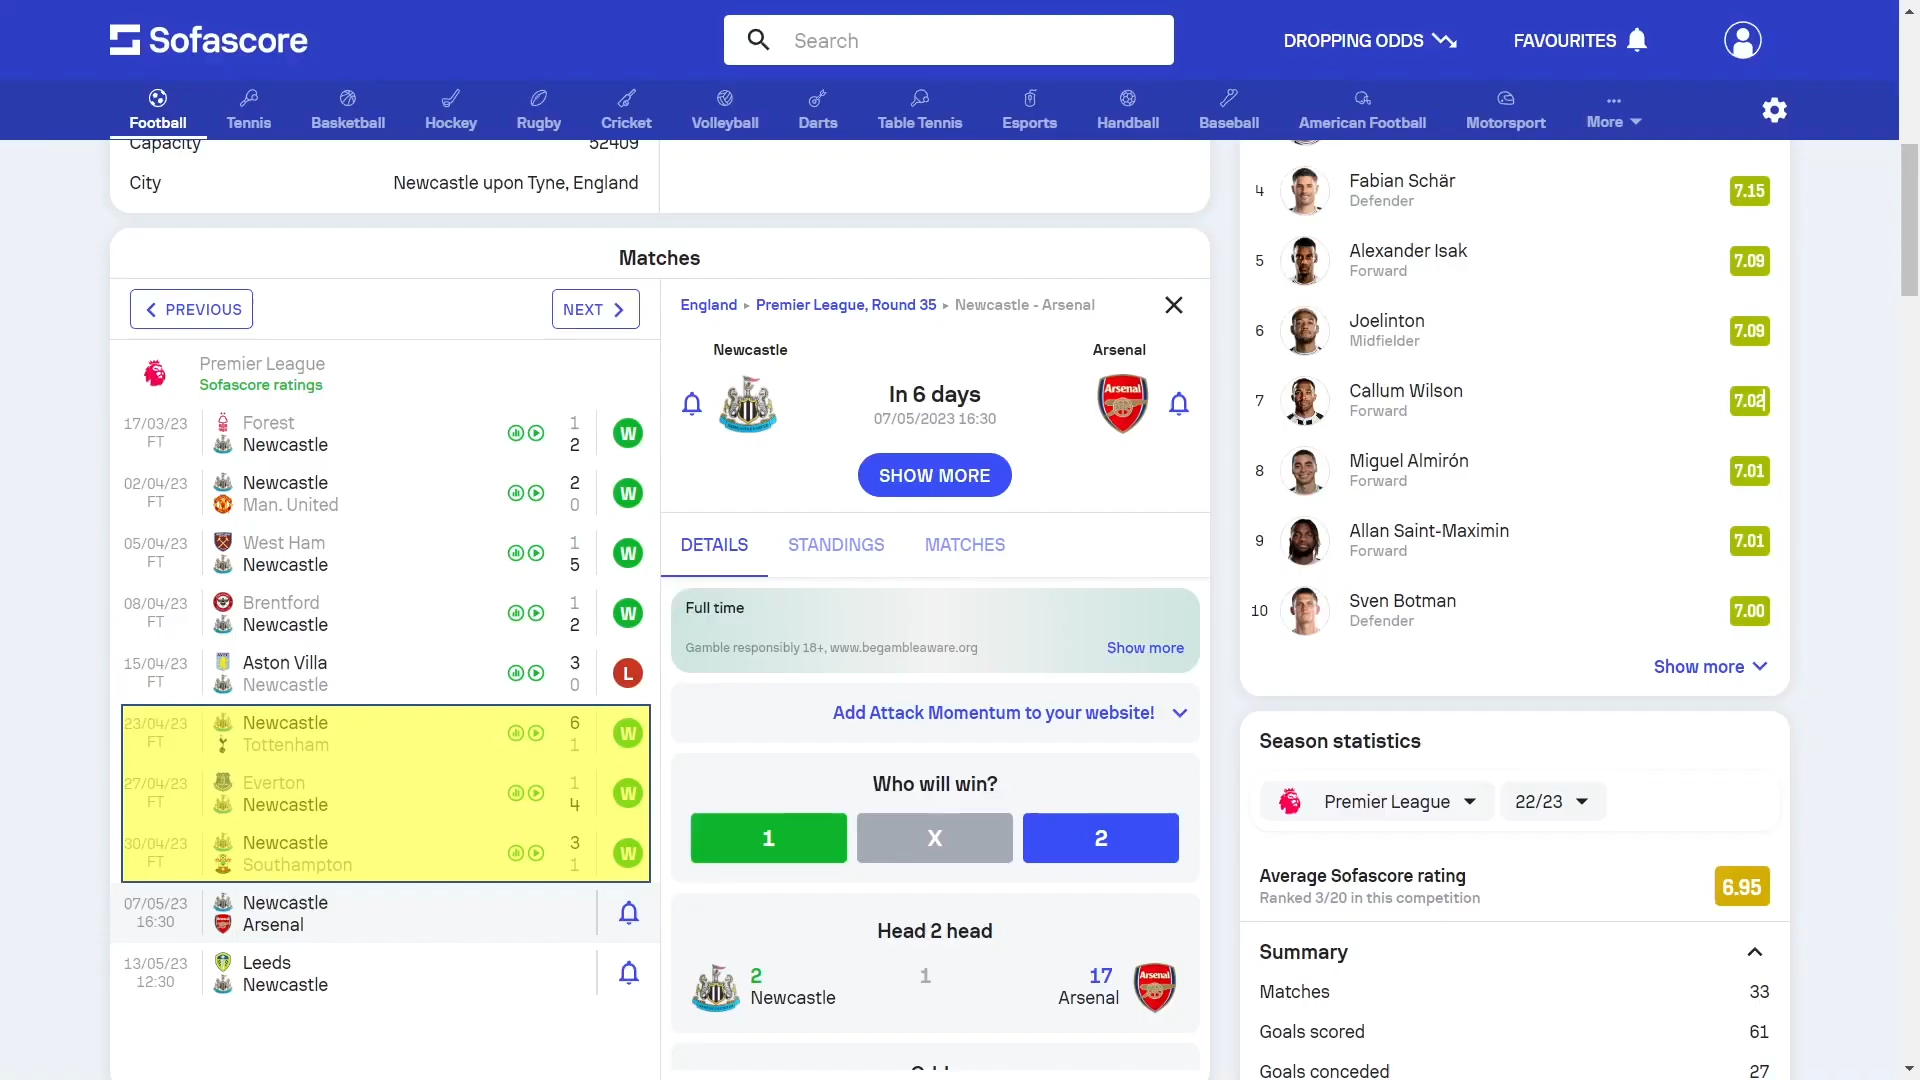 Sofascore
Search
DROPPING ODDS
FAVOURITES
Football
Tennis
Basketball
Hockey
Rugby
Cricket
Volleyball
Darts
Table Tennis
Esports
Handball
Baseball
American Football
Motorsport
More
Capacity 52409
City Newcastle upon Tyne, England
Matches
PREVIOUS
NEXT
Premier League
Sofascore ratings
17/03/23 Forest 1
FT Newcastle 2 W
02/04/23 Newcastle 2
FT Man. United 0 W
05/04/23 West Ham 1
FT Newcastle 5 W
08/04/23 Brentford 1
FT Newcastle 2 W
15/04/23 Aston Villa 3
FT Newcastle 0 L
23/04/23 Newcastle 6
FT Tottenham 1 W
27/04/23 Everton 1
FT Newcastle 4 W
30/04/23 Newcastle 3
FT Southampton 1 W
07/05/23 Newcastle
16:30 Arsenal
13/05/23 Leeds
12:30 Newcastle
England ▸ Premier League, Round 35 ▸ Newcastle - Arsenal
Newcastle
Arsenal
In 6 days
07/05/2023 16:30
Arsenal
SHOW MORE
DETAILS
STANDINGS
MATCHES
Full time
Gamble responsibly 18+, www.begambleaware.org Show more
Add Attack Momentum to your website!
Who will win?
1
X
2
Head 2 head
2 1 17
Newcastle Arsenal
Arsenal
4 Fabian Schär 7.15
Defender
5 Alexander Isak 7.09
Forward
6 Joelinton 7.09
Midfielder
7 Callum Wilson 7.02
Forward
8 Miguel Almirón 7.01
Forward
9 Allan Saint-Maximin 7.01
Forward
10 Sven Botman 7.00
Defender
Show more
Season statistics
Premier League
22/23
Average Sofascore rating 6.95
Ranked 3/20 in this competition
Summary
Matches 33
Goals scored 61
Goals conceded 27